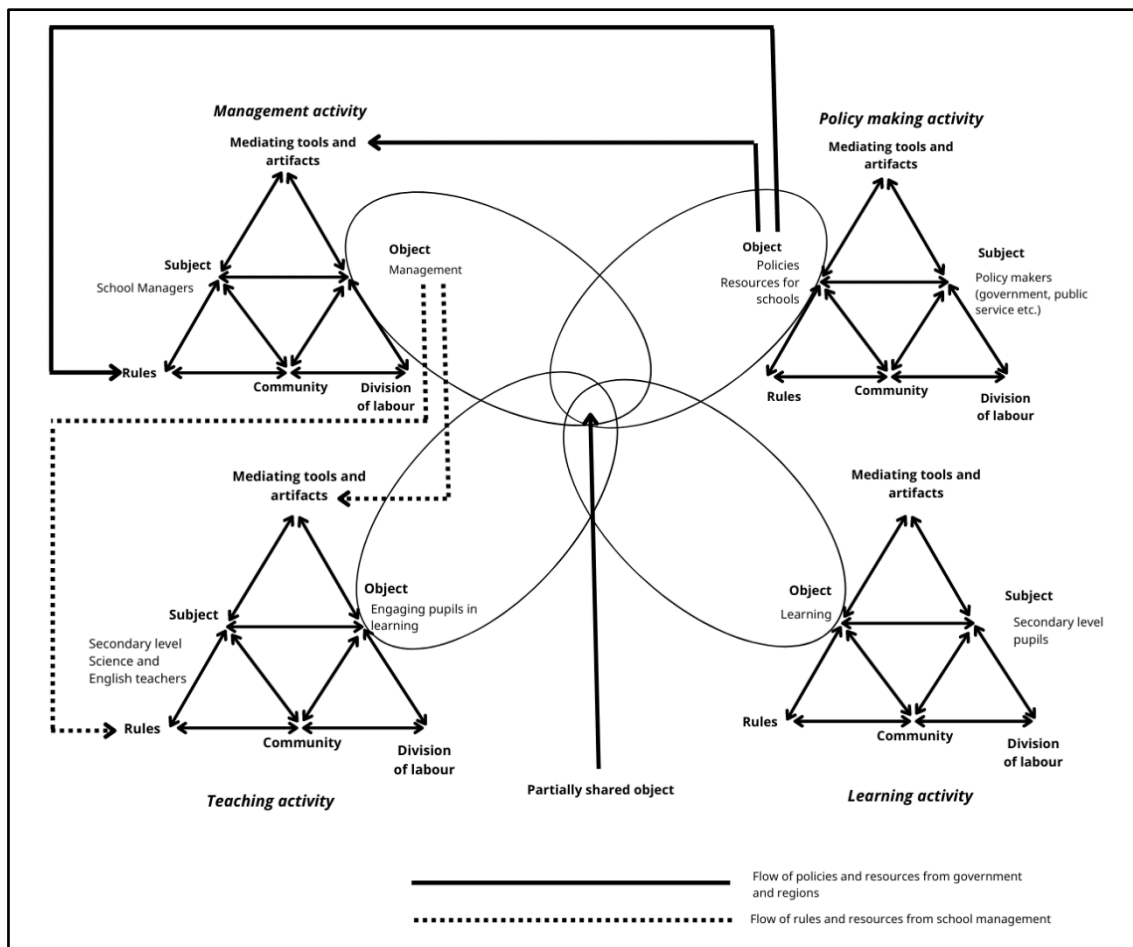 Management activity
Mediating tools and
artifacts
Subject
School Managers
Object
Management
Rules
Community
Division
of labour
Policy making activity
Mediating tools and
artifacts
Object
Policies
Resources for
schools
Subject
Policy makers
(government, public
service etc.)
Rules
Community
Division
of labour
Mediating tools and
artifacts
Subject
Secondary level
Science and
English teachers
Object
Engaging pupils in
learning
Rules
Community
Division
of labour
Teaching activity
Mediating tools and
artifacts
Object
Learning
Subject
Secondary level
pupils
Rules
Community
Division
of labour
Learning activity
Partially shared object
Flow of policies and resources from government
and regions
Flow of rules and resources from school management